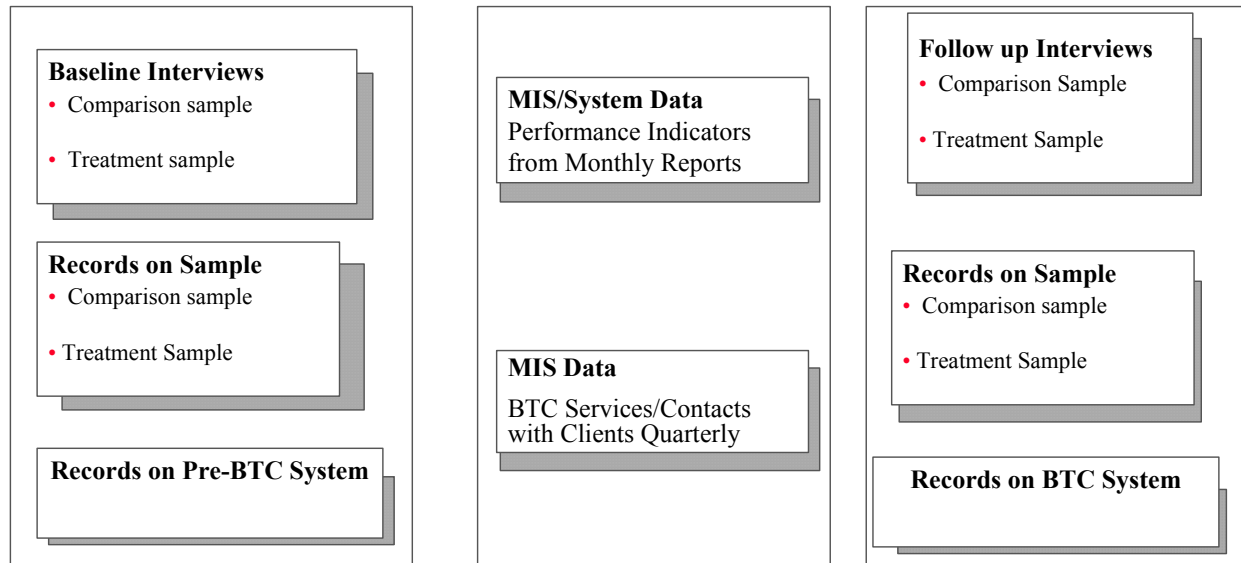 Baseline Interviews
• Comparison sample
• Treatment sample
Records on Sample
• Comparison sample
• Treatment Sample
Records on Pre-BTC System
MIS/System Data
Performance Indicators
from Monthly Reports
MIS Data
BTC Services/Contacts
with Clients Quarterly
Follow up Interviews
• Comparison Sample
• Treatment Sample
Records on Sample
• Comparison sample
• Treatment Sample
Records on BTC System